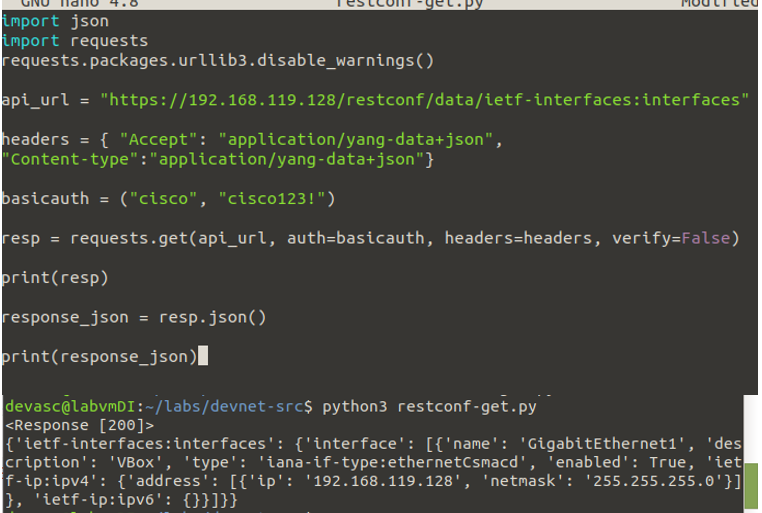 GNU nano 4.8 restconf-get.py Modified
import json
import requests
requests.packages.urllib3.disable_warnings()
api_url = "https://192.168.119.128/restconf/data/ietf-interfaces:interfaces"
headers = { "Accept": "application/yang-data+json",
"Content-type":"application/yang-data+json"}
basicauth = ("cisco", "cisco123!")
resp = requests.get(api_url, auth=basicauth, headers=headers, verify=False)
print(resp)
response_json = resp.json()
print(response_json)
devasc@labvmDI:~/labs/devnet-src$ python3 restconf-get.py
<Response [200]>
{'ietf-interfaces:interfaces': {'interface': [{'name': 'GigabitEthernet1', 'des
cription': 'VBox', 'type': 'iana-if-type:ethernetCsmacd', 'enabled': True, 'iet
f-ip:ipv4': {'address': [{'ip': '192.168.119.128', 'netmask': '255.255.255.0'}]
}, 'ietf-ip:ipv6': {}}]}}